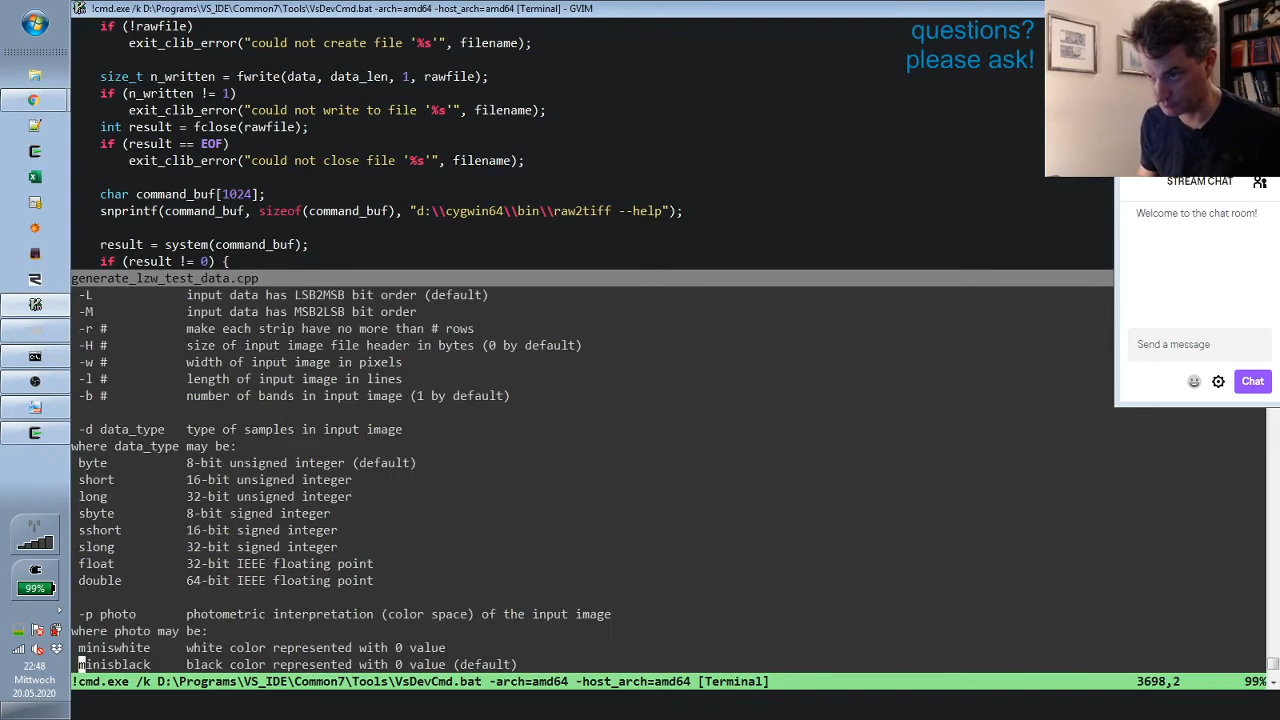 !cmd.exe /k D:\Programs\VS_IDE\Common7\Tools\VsDevCmd.bat -arch=amd64 -host_arch=amd64 [Terminal] - GVIM
if (!rawfile)
exit_clib_error("could not create file '%s'", filename);
size_t n_written = fwrite(data, data_len, 1, rawfile);
if (n_written != 1)
exit_clib_error("could not write to file '%s'", filename);
int result = fclose(rawfile);
if (result == EOF)
exit_clib_error("could not close file '%s'", filename);
char command_buf[1024];
snprintf(command_buf, sizeof(command_buf), "d:\\cygwin64\\bin\\raw2tiff --help");
result = system(command_buf);
if (result != 0) {
generate_lzw_test_data.cpp
-L input data has LSB2MSB bit order (default)
-M input data has MSB2LSB bit order
-r # make each strip have no more than # rows
-H # size of input image file header in bytes (0 by default)
-w # width of input image in pixels
-l # length of input image in lines
-b # number of bands in input image (1 by default)
-d data_type type of samples in input image
where data_type may be:
byte 8-bit unsigned integer (default)
short 16-bit unsigned integer
long 32-bit unsigned integer
sbyte 8-bit signed integer
sshort 16-bit signed integer
slong 32-bit signed integer
float 32-bit IEEE floating point
double 64-bit IEEE floating point
-p photo photometric interpretation (color space) of the input image
where photo may be:
miniswhite white color represented with 0 value
minisblack black color represented with 0 value (default)
!cmd.exe /k D:\Programs\VS_IDE\Common7\Tools\VsDevCmd.bat -arch=amd64 -host_arch=amd64 [Terminal] 3698,2 99%
questions?
please ask!
STREAM CHAT
Welcome to the chat room!
Send a message
Chat
99%
22:48
Mittwoch
20.05.2020